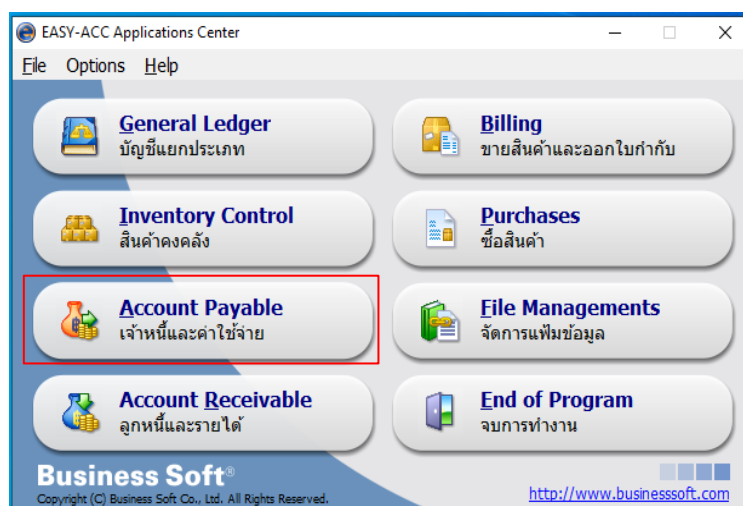 EASY-ACC Applications Center
File Options Help
General Ledger
บัญชีแยกประเภท
Billing
ขายสินค้าและออกใบกำกับ
Inventory Control
สินค้าคงคลัง
Purchases
ซื้อสินค้า
Account Payable
เจ้าหนี้และค่าใช้จ่าย
File Managements
จัดการแฟ้มข้อมูล
Account Receivable
ลูกหนี้และรายได้
End of Program
จบการทำงาน
Business Soft®
Copyright (C) Business Soft Co., Ltd. All Rights Reserved.
http://www.businesssoft.com